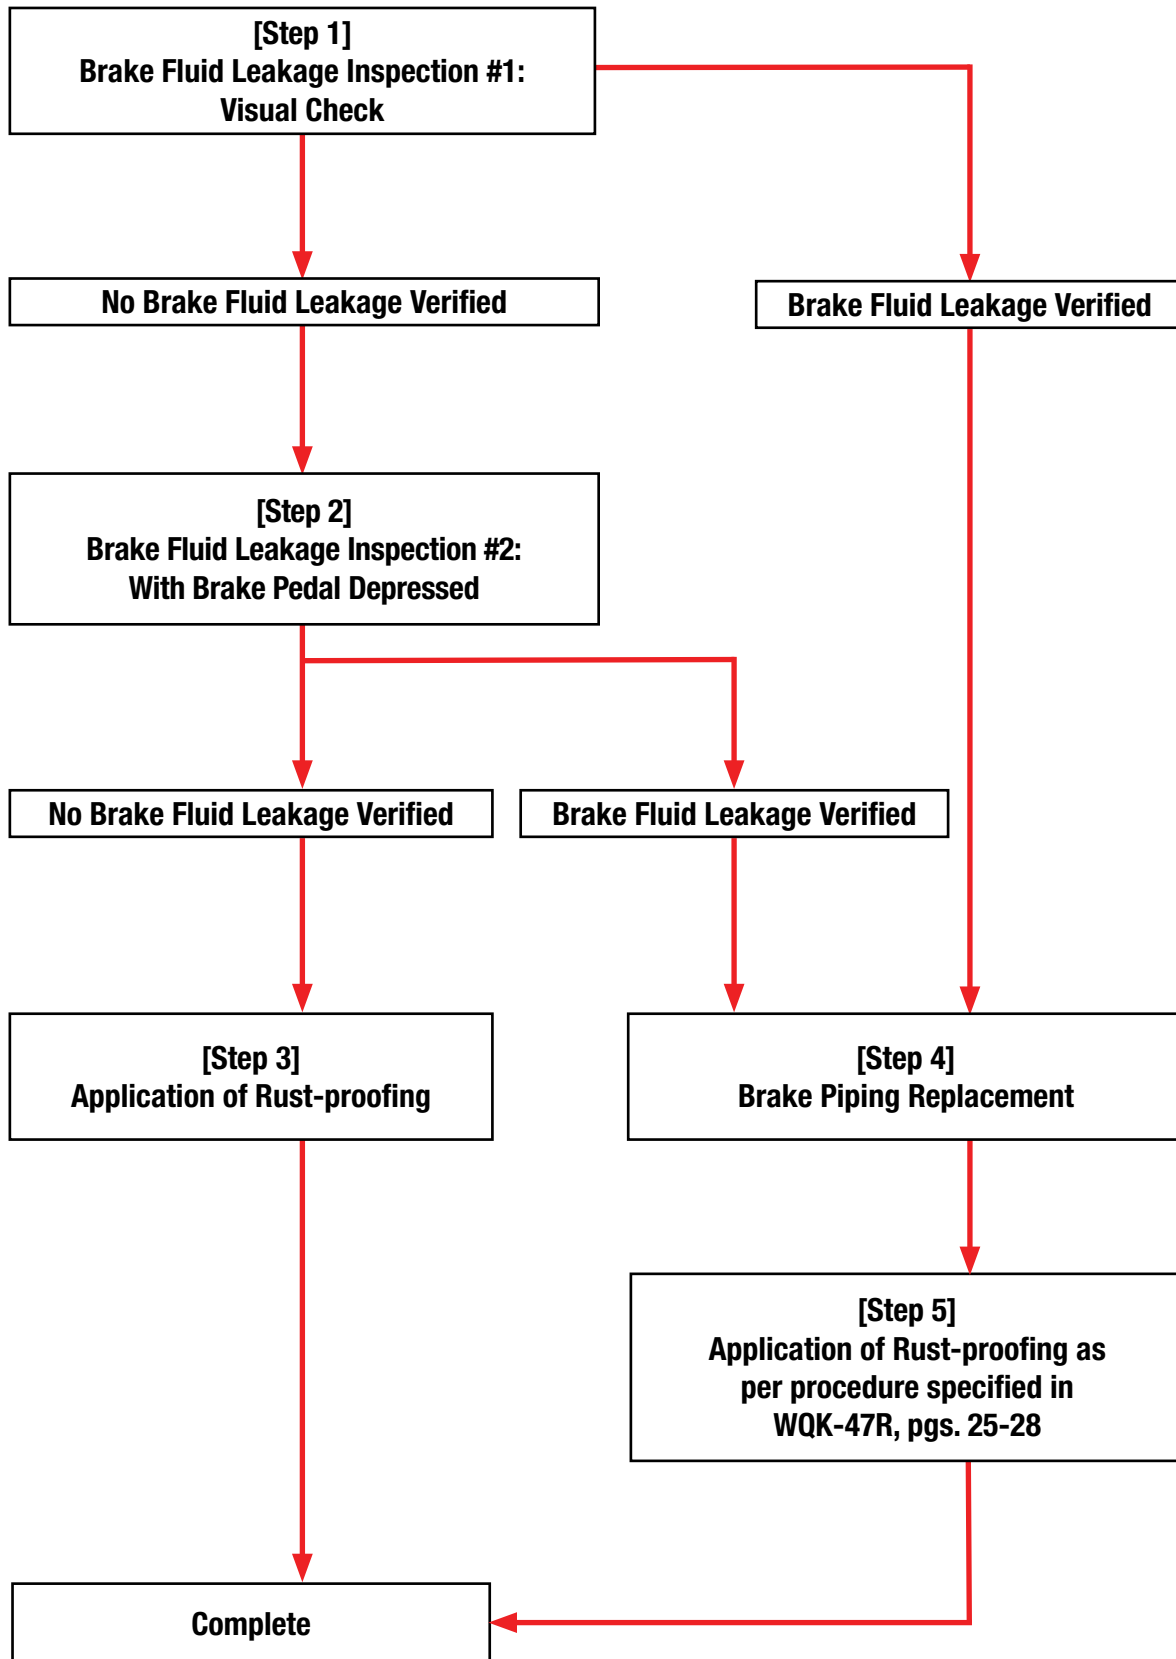 [Step 1]
Brake Fluid Leakage Inspection #1:
Visual Check
No Brake Fluid Leakage Verified
Brake Fluid Leakage Verified
[Step 2]
Brake Fluid Leakage Inspection #2:
With Brake Pedal Depressed
No Brake Fluid Leakage Verified
Brake Fluid Leakage Verified
[Step 3]
Application of Rust-proofing
[Step 4]
Brake Piping Replacement
[Step 5]
Application of Rust-proofing as
per procedure specified in
WQK-47R, pgs. 25-28
Complete